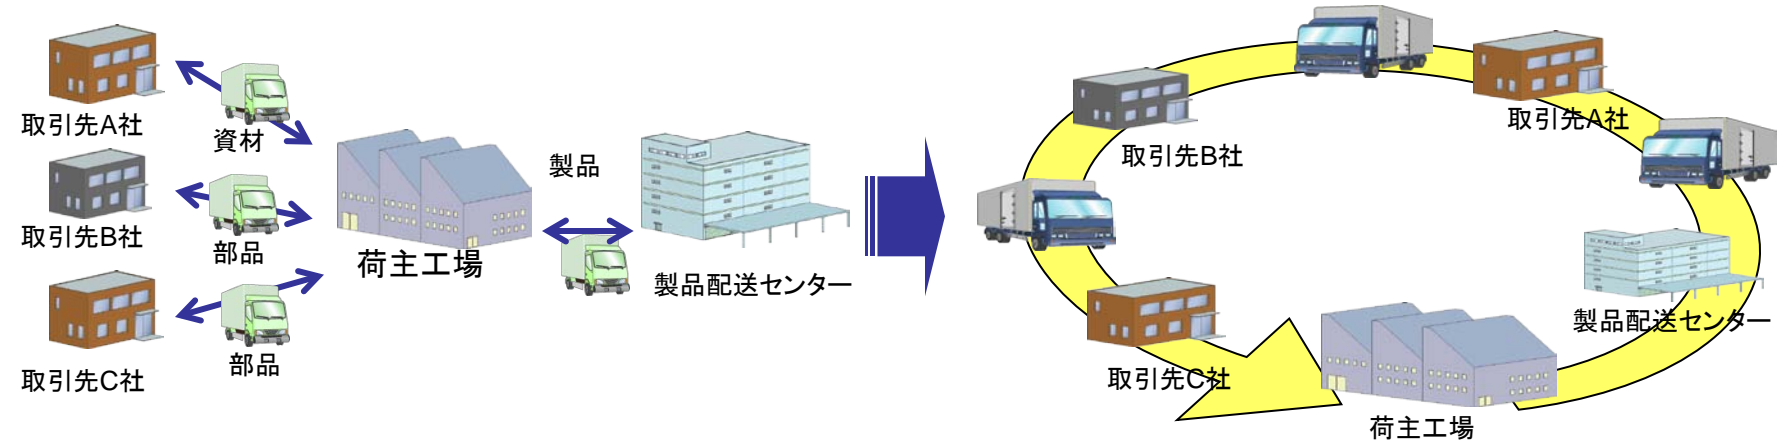 取引先A社
資材
取引先B社
部品
荷主工場
取引先C社
部品
製品
製品配送センター
取引先A社
取引先B社
製品配送センター
取引先C社
荷主工場